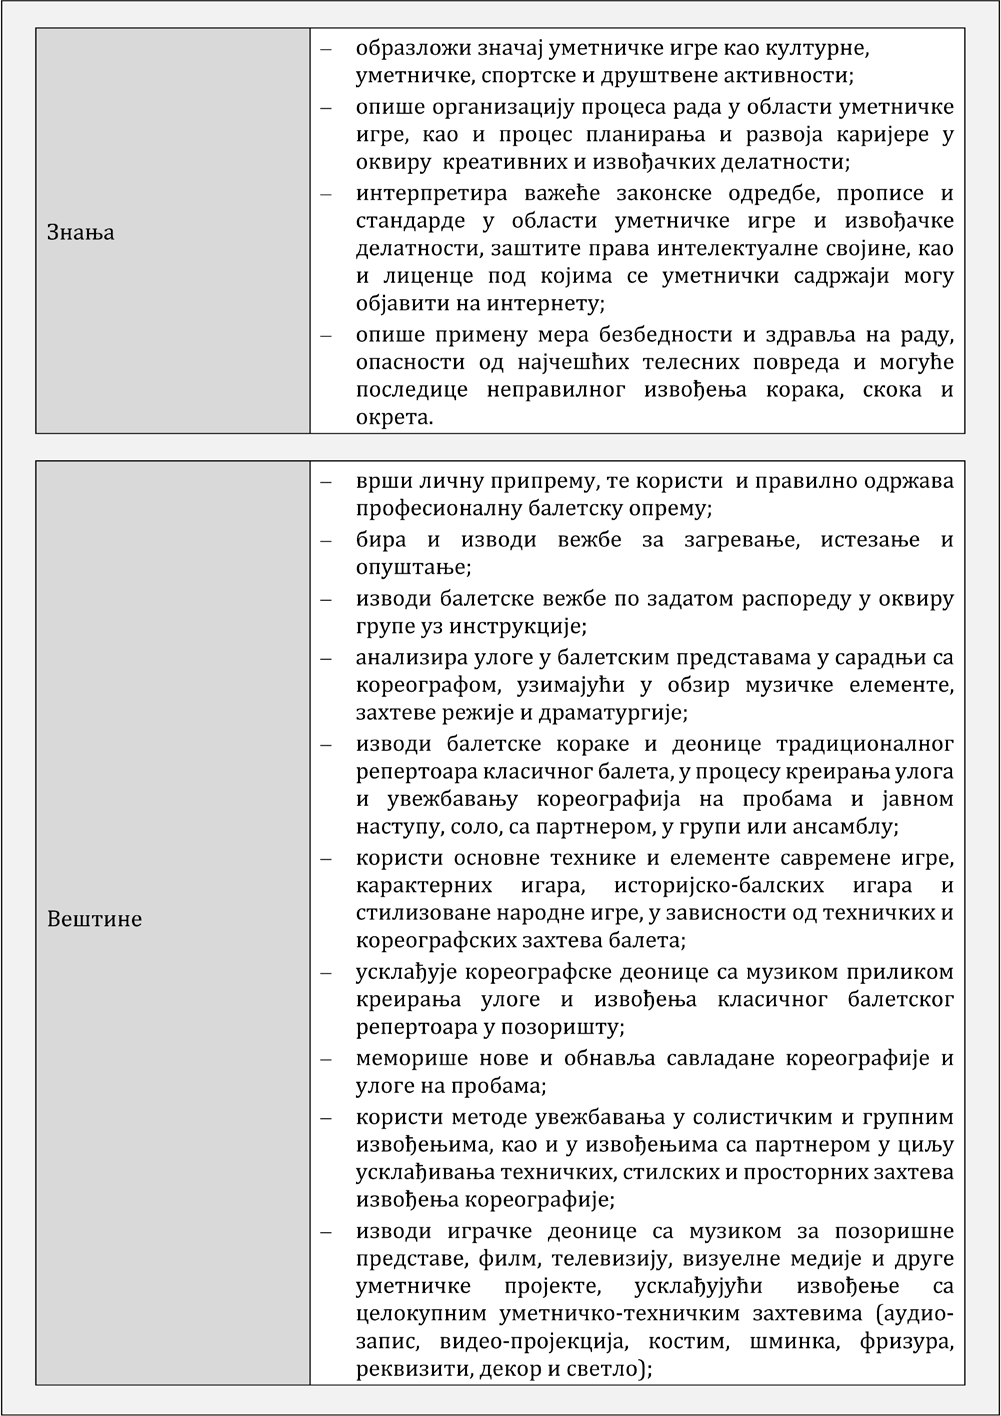 Знања
– образложи значај уметничке игре као културне,
уметничке, спортске и друштвене активности;
– опише организацију процеса рада у области уметничке
игре, као и процес планирања и развоја каријере у
оквиру креативних и извођачких делатности;
– интерпретира важеће законске одредбе, прописе и
стандарде у области уметничке игре и извођачке
делатности, заштите права интелектуалне својине, као
и лиценце под којима се уметнички садржаји могу
објавити на интернету;
– опише примену мера безбедности и здравља на раду,
опасности од најчешћих телесних повреда и могуће
последице неправилног извођења корака, скока и
окрета.
Вештине
– врши личну припрему, те користи и правилно одржава
професионалну балетску опрему;
– бира и изводи вежбе за загревање, истезање и
опуштање;
– изводи балетске вежбе по задатом распореду у оквиру
групе уз инструкције;
– анализира улоге у балетским представама у сарадњи са
кореографом, узимајући у обзир музичке елементе,
захтеве режије и драматургије;
– изводи балетске кораке и деонице традиционалног
репертоара класичног балета, у процесу креирања улога
и увежбавању кореографија на пробама и јавном
наступу, соло, са партнером, у групи или ансамблу;
– користи основне технике и елементе савремене игре,
карактерних игара, историјско-балских игара и
стилизоване народне игре, у зависности од техничких и
кореографских захтева балета;
– усклађује кореографске деонице са музиком приликом
креирања улоге и извођења класичног балетског
репертоара у позоришту;
– меморише нове и обнавља савладане кореографије и
улоге на пробама;
– користи методе увежбавања у солистичким и групним
извођењима, као и у извођењима са партнером у циљу
усклађивања техничких, стилских и просторних захтева
извођења кореографије;
– изводи играчке деонице са музиком за позоришне
представе, филм, телевизију, визуелне медије и друге
уметничке пројекте, усклађујући извођење са
целокупним уметничко-техничким захтевима (аудио-
запис, видео-пројекција, костим, шминка, фризура,
реквизити, декор и светло);